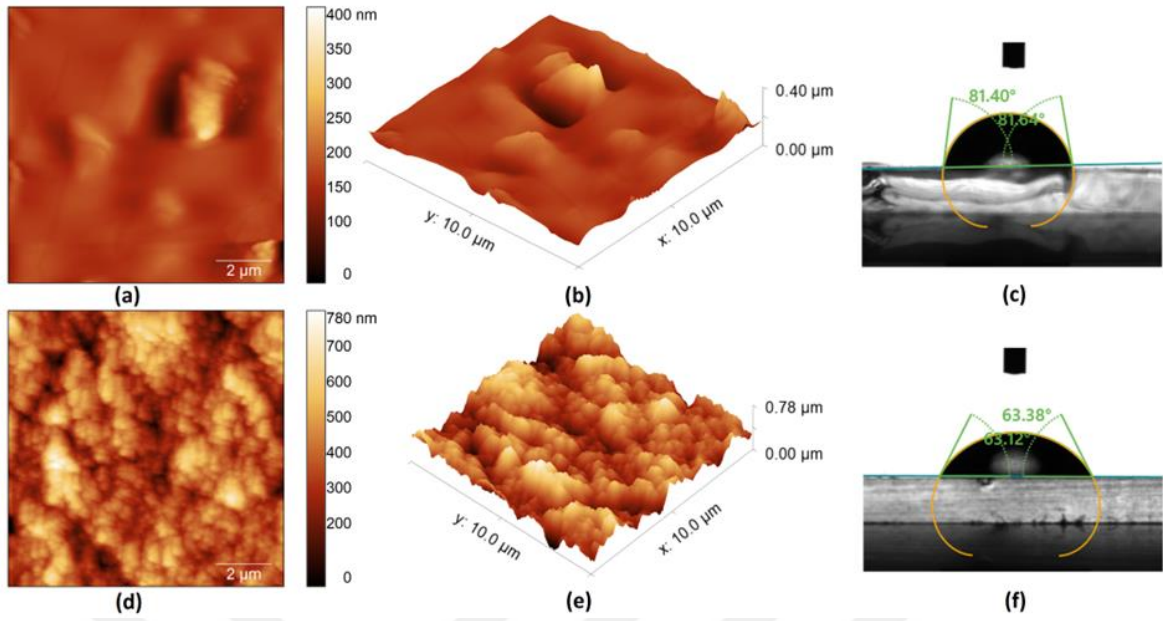 400 nm
350
300
250
200
150
100
0
2 µm
(a)
0.40 µm
0.00 µm
y: 10.0 µm
x: 10.0 µm
(b)
81.40°
81.64°
(c)
780 nm
600
500
400
300
200
0
2 µm
(d)
0.78 µm
0.00 µm
y: 10.0 µm
x: 10.0 µm
(e)
63.38°
63.12°
(f)